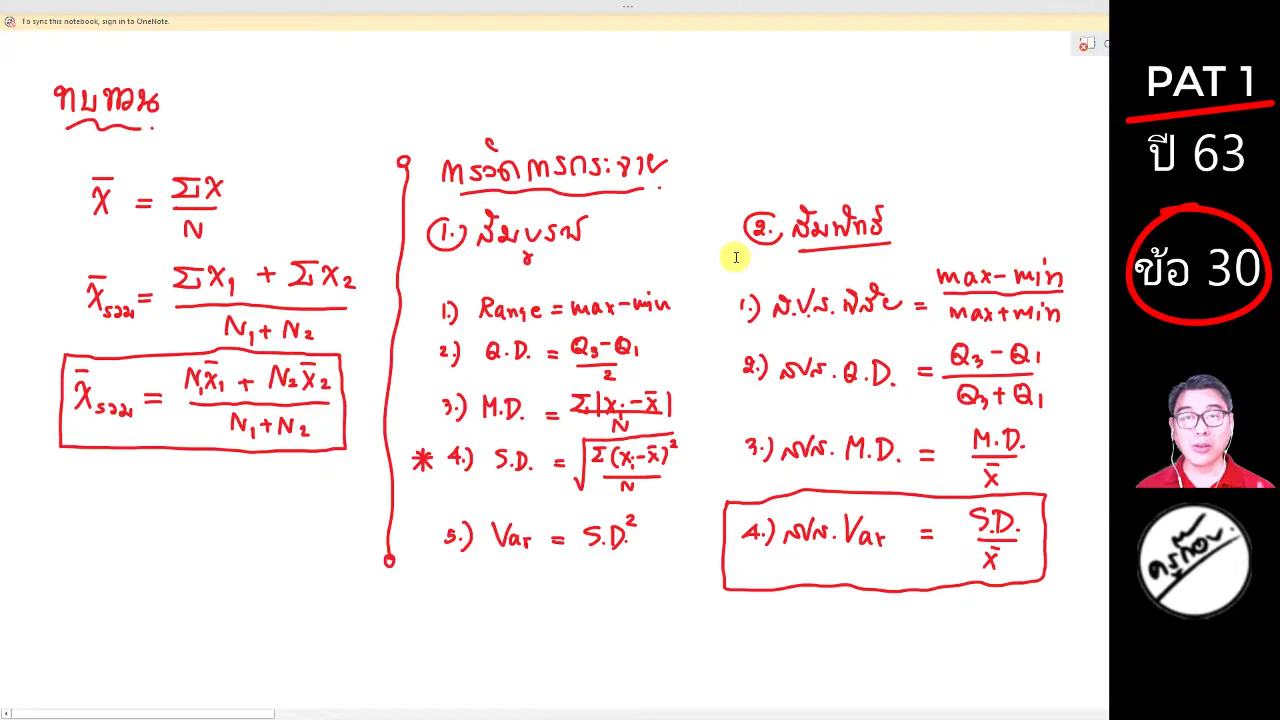 To sync this notebook, sign in to OneNote.
ทบทวน
X̄ = ΣX / N
X̄รวม = (ΣX₁ + ΣX₂) / (N₁ + N₂)
X̄รวม = (N₁X̄₁ + N₂X̄₂) / (N₁ + N₂)
การวัดการกระจาย
①. สัมบูรณ์
1.) Range = max - min
2.) Q.D. = (Q₃ - Q₁) / 2
3.) M.D. = Σ|xᵢ - x̄| / N
* 4.) S.D. = √(Σ(xᵢ - x̄)² / N)
5.) Var = S.D.²
②. สัมพัทธ์
1.) ส.ป.ส. พิสัย = (max - min) / (max + min)
2.) สปส. Q.D. = (Q₃ - Q₁) / (Q₃ + Q₁)
3.) สปส. M.D. = M.D. / x̄
4.) สปส. Var = S.D. / x̄
PAT 1
ปี 63
ข้อ 30
ครูก้อง